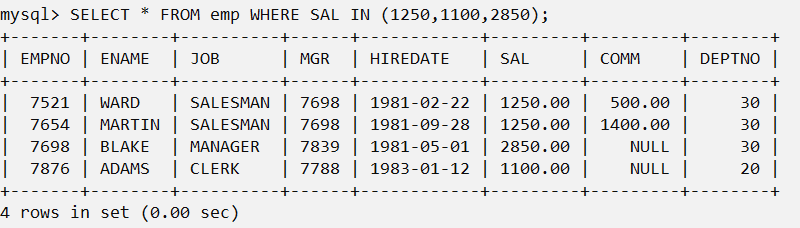 mysql> SELECT * FROM emp WHERE SAL IN (1250,1100,2850);
+-------+--------+----------+------+------------+---------+---------+--------+
| EMPNO | ENAME  | JOB      | MGR  | HIREDATE   | SAL     | COMM    | DEPTNO |
+-------+--------+----------+------+------------+---------+---------+--------+
|  7521 | WARD   | SALESMAN | 7698 | 1981-02-22 | 1250.00 |  500.00 |     30 |
|  7654 | MARTIN | SALESMAN | 7698 | 1981-09-28 | 1250.00 | 1400.00 |     30 |
|  7698 | BLAKE  | MANAGER  | 7839 | 1981-05-01 | 2850.00 |    NULL |     30 |
|  7876 | ADAMS  | CLERK    | 7788 | 1983-01-12 | 1100.00 |    NULL |     20 |
+-------+--------+----------+------+------------+---------+---------+--------+
4 rows in set (0.00 sec)